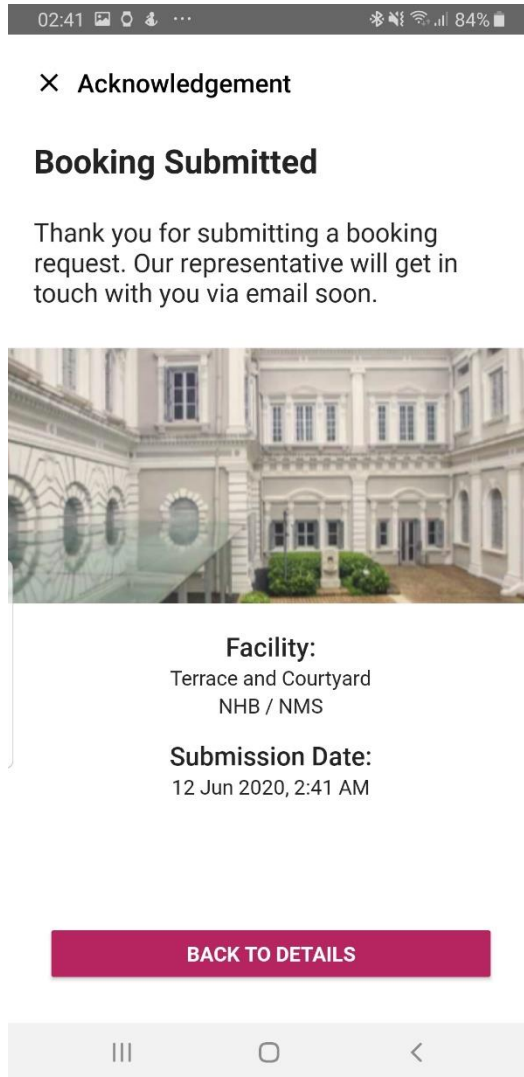 02:41 84%
Acknowledgement
Booking Submitted
Thank you for submitting a booking
request. Our representative will get in
touch with you via email soon.
Facility:
Terrace and Courtyard
NHB / NMS
Submission Date:
12 Jun 2020, 2:41 AM
BACK TO DETAILS